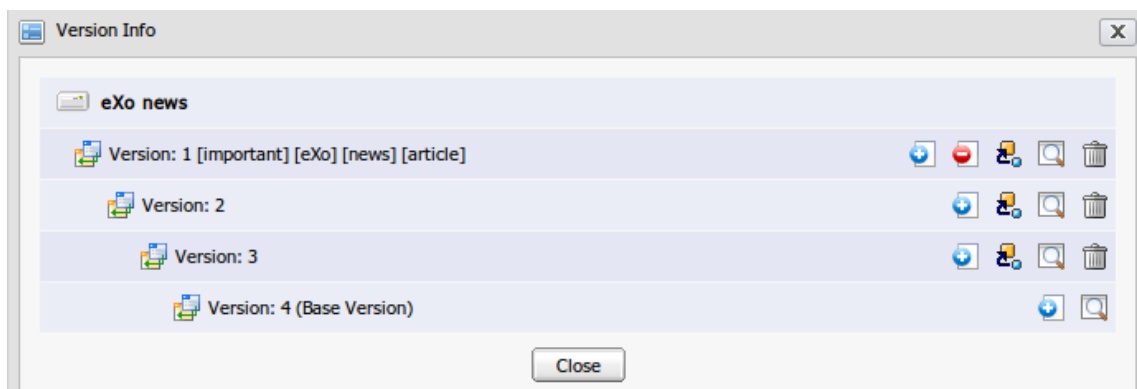 Version Info
eXo news
Version: 1 [important] [eXo] [news] [article]
Version: 2
Version: 3
Version: 4 (Base Version)
Close